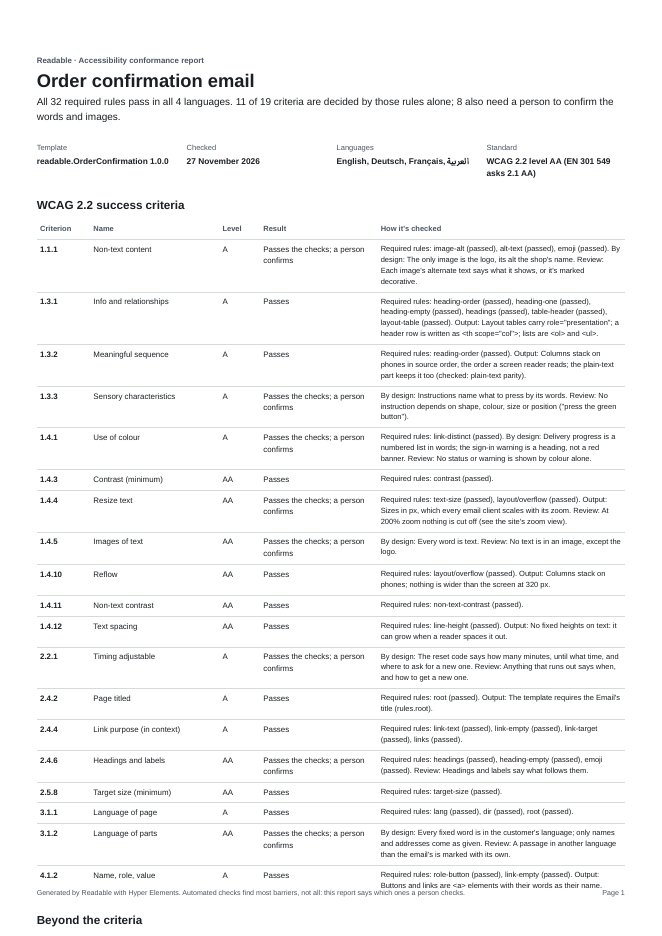 Readable · Accessibility conformance report
Order confirmation email
All 32 required rules pass in all 4 languages. 11 of 19 criteria are decided by those rules alone; 8 also need a person to confirm the
words and images.
Template
Checked
Languages
Standard
readable.OrderConfirmation 1.0.0
27 November 2026
English, Deutsch, Français, العربية
WCAG 2.2 level AA (EN 301 549
asks 2.1 AA)
WCAG 2.2 success criteria
Criterion Name Level Result How it's checked
1.1.1 Non-text content A Passes the checks; a person Required rules: image-alt (passed), alt-text (passed), emoji (passed). By
confirms design: The only image is the logo, its alt the shop's name. Review:
Each image's alternate text says what it shows, or it's marked
decorative.
1.3.1 Info and relationships A Passes Required rules: heading-order (passed), heading-one (passed),
heading-empty (passed), headings (passed), table-header (passed),
layout-table (passed). Output: Layout tables carry role="presentation"; a
header row is written as <th scope="col">; lists are <ol> and <ul>.
1.3.2 Meaningful sequence A Passes Required rules: reading-order (passed). Output: Columns stack on
phones in source order, the order a screen reader reads; the plain-text
part keeps it too (checked: plain-text parity).
1.3.3 Sensory characteristics A Passes the checks; a person By design: Instructions name what to press by its words. Review: No
confirms instruction depends on shape, colour, size or position ("press the green
button").
1.4.1 Use of colour A Passes the checks; a person Required rules: link-distinct (passed). By design: Delivery progress is a
confirms numbered list in words; the sign-in warning is a heading, not a red
banner. Review: No status or warning is shown by colour alone.
1.4.3 Contrast (minimum) AA Passes Required rules: contrast (passed).
1.4.4 Resize text AA Passes the checks; a person Required rules: text-size (passed), layout/overflow (passed). Output:
confirms Sizes in px, which every email client scales with its zoom. Review: At
200% zoom nothing is cut off (see the site's zoom view).
1.4.5 Images of text AA Passes the checks; a person By design: Every word is text. Review: No text is in an image, except the
confirms logo.
1.4.10 Reflow AA Passes Required rules: layout/overflow (passed). Output: Columns stack on
phones; nothing is wider than the screen at 320 px.
1.4.11 Non-text contrast AA Passes Required rules: non-text-contrast (passed).
1.4.12 Text spacing AA Passes Required rules: line-height (passed). Output: No fixed heights on text: it
can grow when a reader spaces it out.
2.2.1 Timing adjustable A Passes the checks; a person By design: The reset code says how many minutes, until what time, and
confirms where to ask for a new one. Review: Anything that runs out says when,
and how to get a new one.
2.4.2 Page titled A Passes Required rules: root (passed). Output: The template requires the Email's
title (rules.root).
2.4.4 Link purpose (in context) A Passes Required rules: link-text (passed), link-empty (passed), link-target
(passed), links (passed).
2.4.6 Headings and labels AA Passes the checks; a person Required rules: headings (passed), heading-empty (passed), emoji
confirms (passed). Review: Headings and labels say what follows them.
2.5.8 Target size (minimum) AA Passes Required rules: target-size (passed).
3.1.1 Language of page A Passes Required rules: lang (passed), dir (passed), root (passed).
3.1.2 Language of parts AA Passes the checks; a person By design: Every fixed word is in the customer's language; only names
confirms and addresses come as given. Review: A passage in another language
than the email's is marked with its own.
4.1.2 Name, role, value A Passes Required rules: role-button (passed), link-empty (passed). Output:
Buttons and links are <a> elements with their words as their name.
Generated by Readable with Hyper Elements. Automated checks find most barriers, not all: this report says which ones a person checks. Page 1
Beyond the criteria